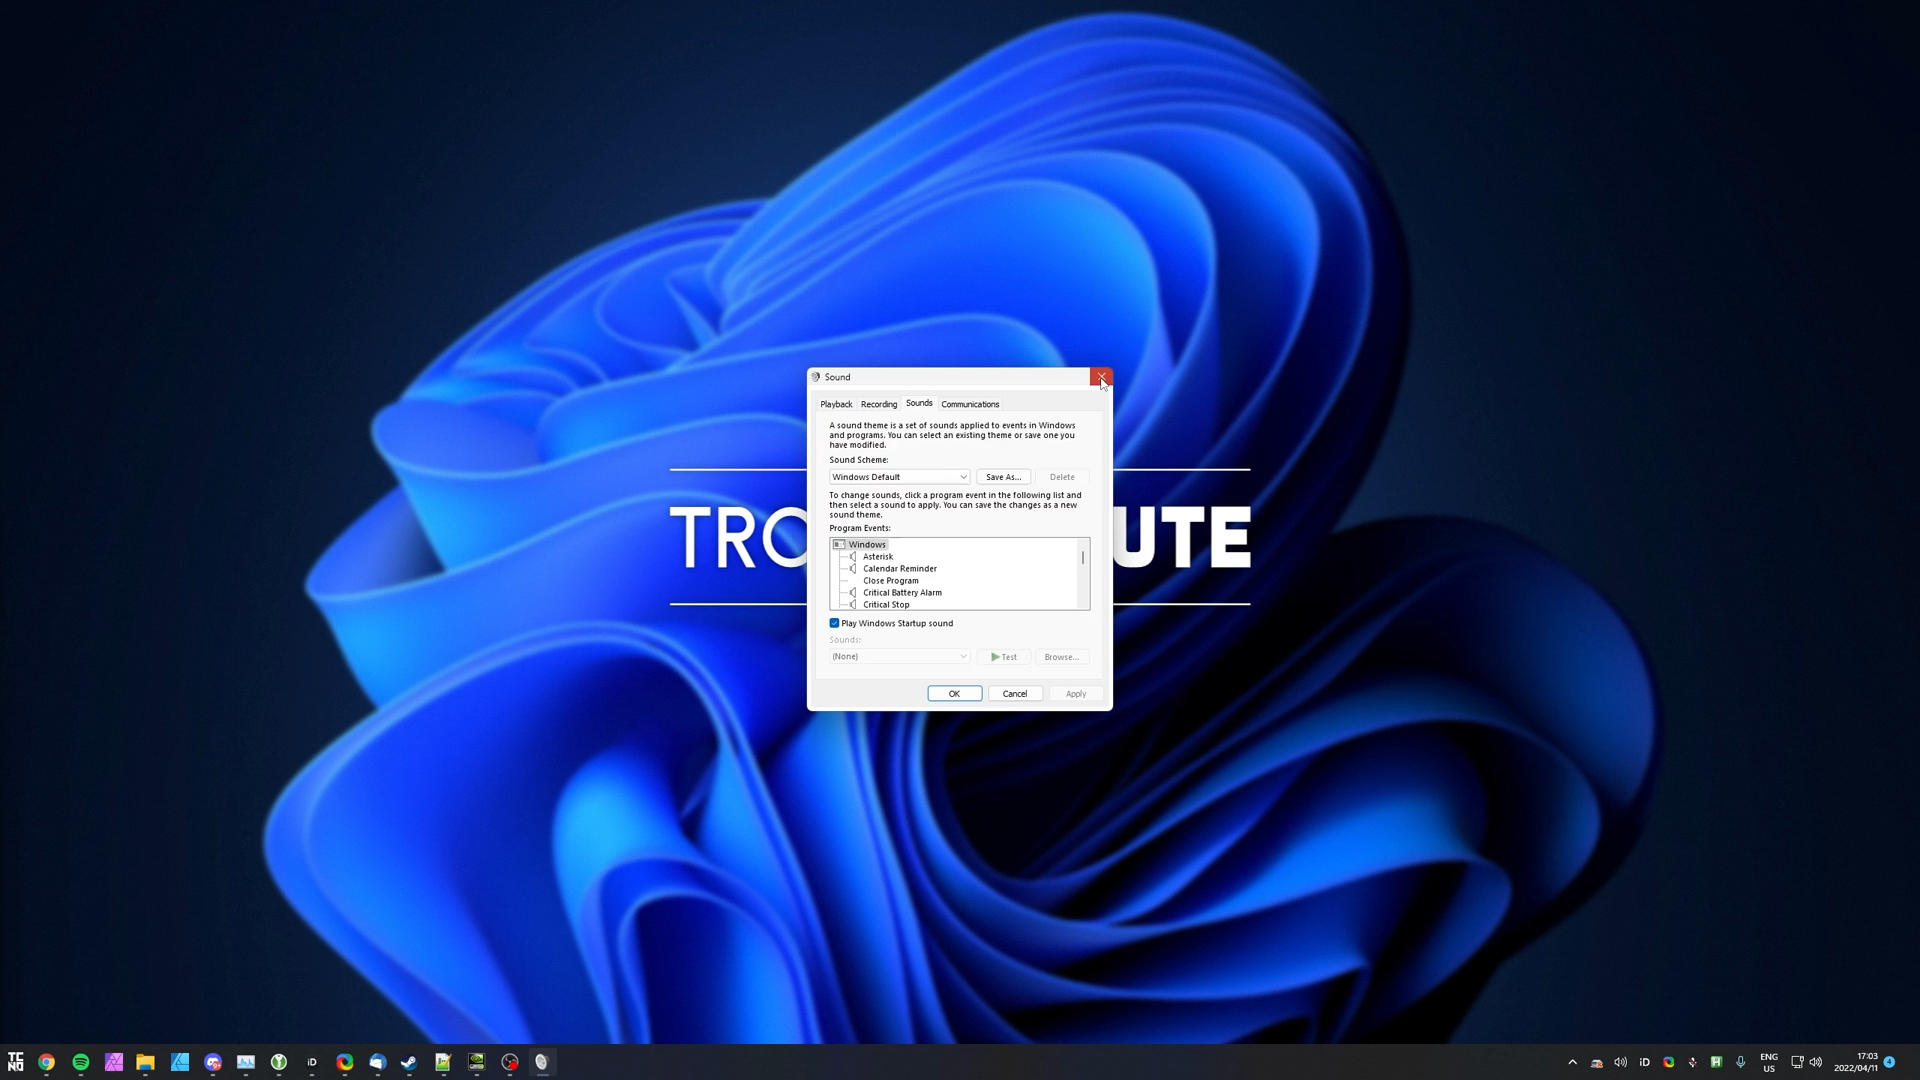 Sound
Playback
Recording
Sounds
Communications
A sound theme is a set of sounds applied to events in Windows
and programs. You can select an existing theme or save one you
have modified.
Sound Scheme:
Windows Default
Save As...
Delete
To change sounds, click a program event in the following list and
then select a sound to apply. You can save the changes as a new
sound theme.
Program Events:
TRO
UTE
Windows
Asterisk
Calendar Reminder
Close Program
Critical Battery Alarm
Critical Stop
Play Windows Startup sound
Sounds:
(None)
Test
Browse...
OK
Cancel
Apply
TC
NO
iD
iD
ENG
US
17:03
2022/04/11
4